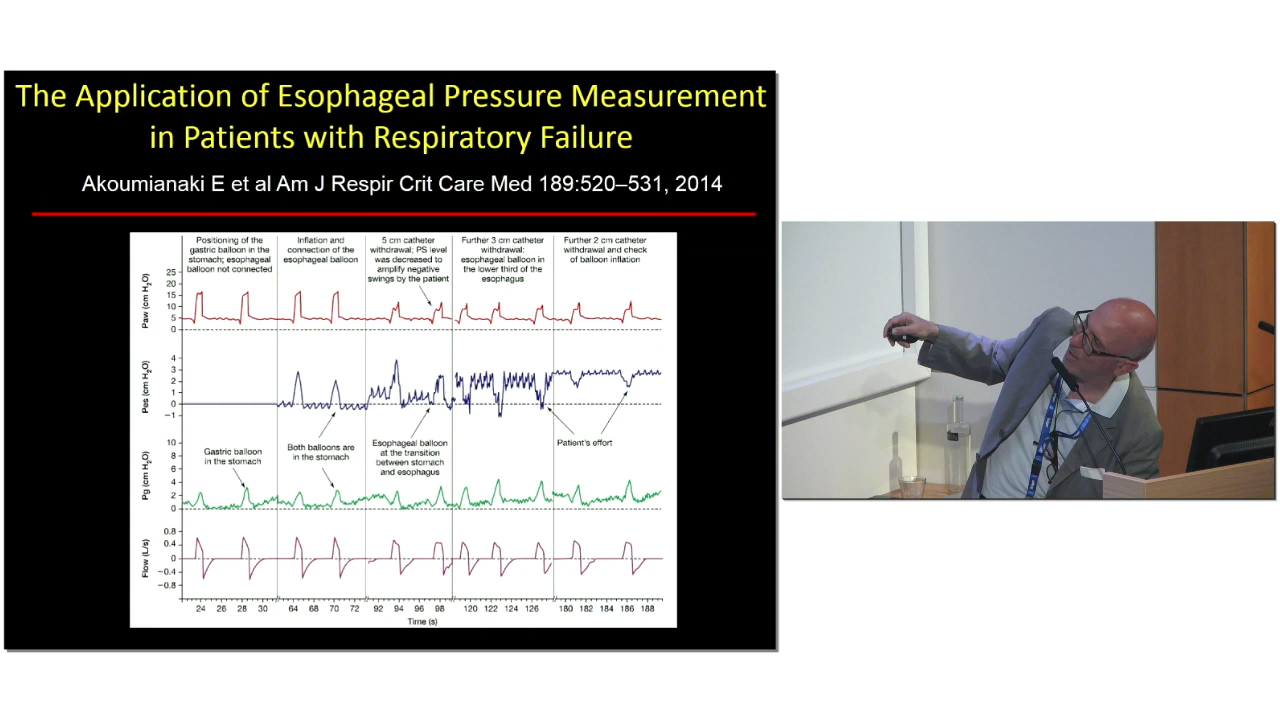 The Application of Esophageal Pressure Measurement
in Patients with Respiratory Failure
Akoumianaki E et al Am J Respir Crit Care Med 189:520–531, 2014
Positioning of the
gastric balloon in the
stomach; esophageal
balloon not connected
Inflation and
connection of the
esophageal balloon
5 cm catheter
withdrawal; PS level
was decreased to
amplify negative
swings by the patient
Further 3 cm catheter
withdrawal:
esophageal balloon in
the lower third of the
esophagus
Further 2 cm catheter
withdrawal and check
of balloon inflation
Paw (cm H₂O)
25
20
15
10
5
0
Pes (cm H₂O)
4
3
2
1
0
−1
Gastric balloon
in the stomach
Both balloons are
in the stomach
Esophageal balloon
at the transition
between stomach
and esophagus
Patient's effort
Pg (cm H₂O)
10
8
6
4
2
0
Flow (L/s)
0.8
0.4
0
−0.4
−0.8
24 26 28 30 64 68 70 72 92 94 96 98 120 122 124 126 180 182 184 186 188
Time (s)